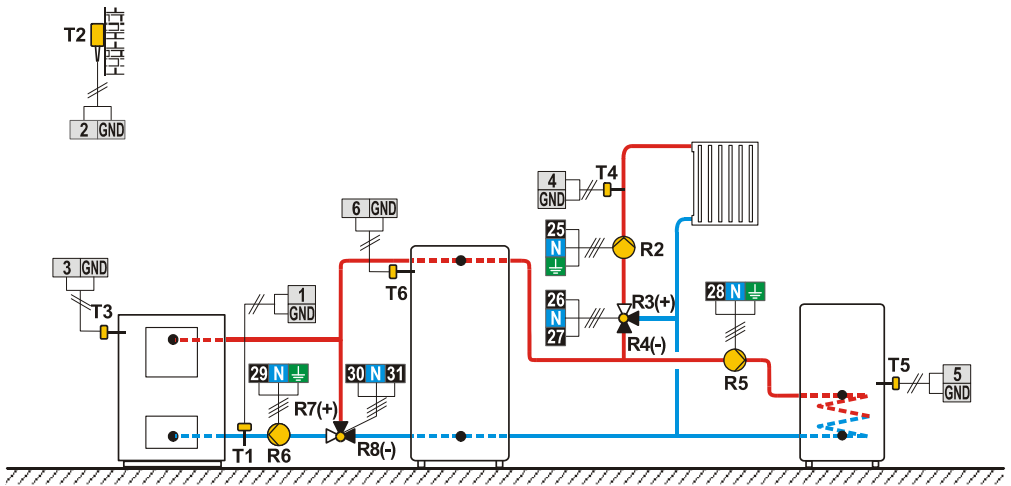 T2
2 GND
4
GND
T4
6 GND
25
N
R2
3 GND
T3
T6
1
GND
26
N
27
R3(+)
R4(-)
28 N
R5
T5
5
GND
29 N
30 N 31
R7(+)
T1
R6
R8(-)